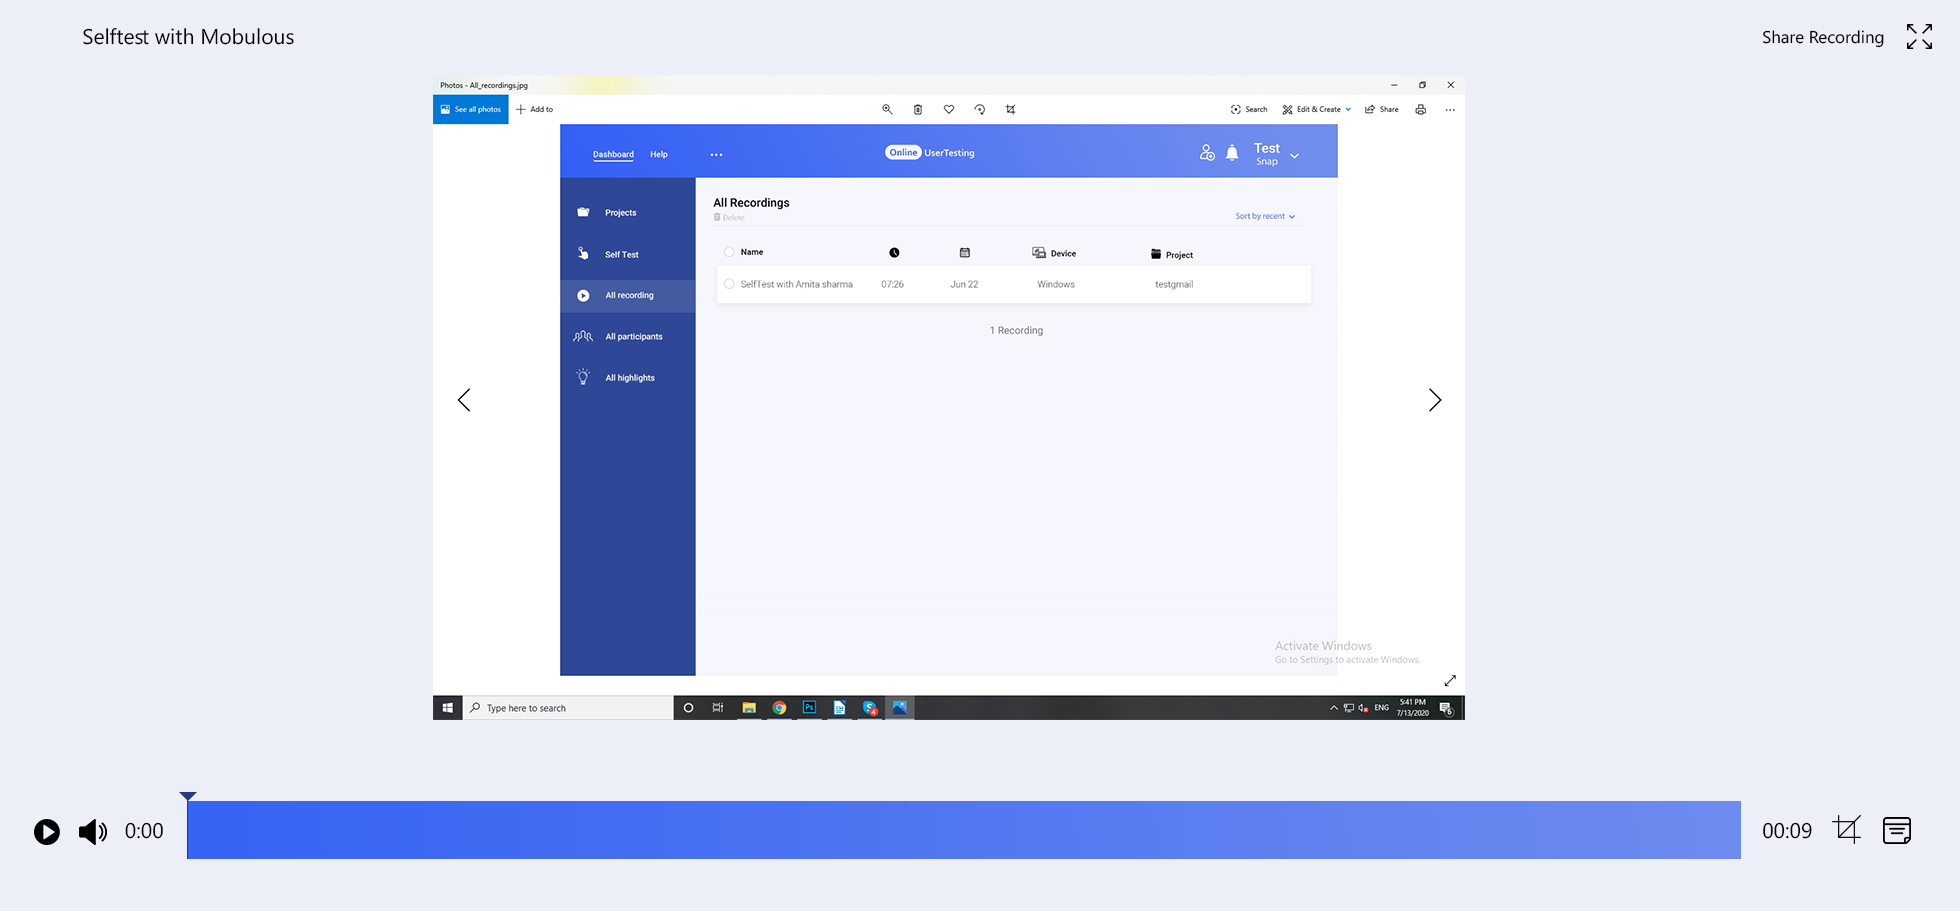 Selftest with Mobulous
Share Recording
Photos - All_recordings.jpg
See all photos
Add to
Search
Edit & Create
Share
Dashboard
Help
Online UserTesting
Test
Snap
Projects
Self Test
All recording
All participants
All highlights
All Recordings
Delete
Sort by recent
Name Device Project
SelfTest with Amita sharma 07:26 Jun 22 Windows testgmail
1 Recording
Activate Windows
Go to Settings to activate Windows.
Type here to search
Ps
4
ENG
5:41 PM
7/13/2020
6
0:00
00:09